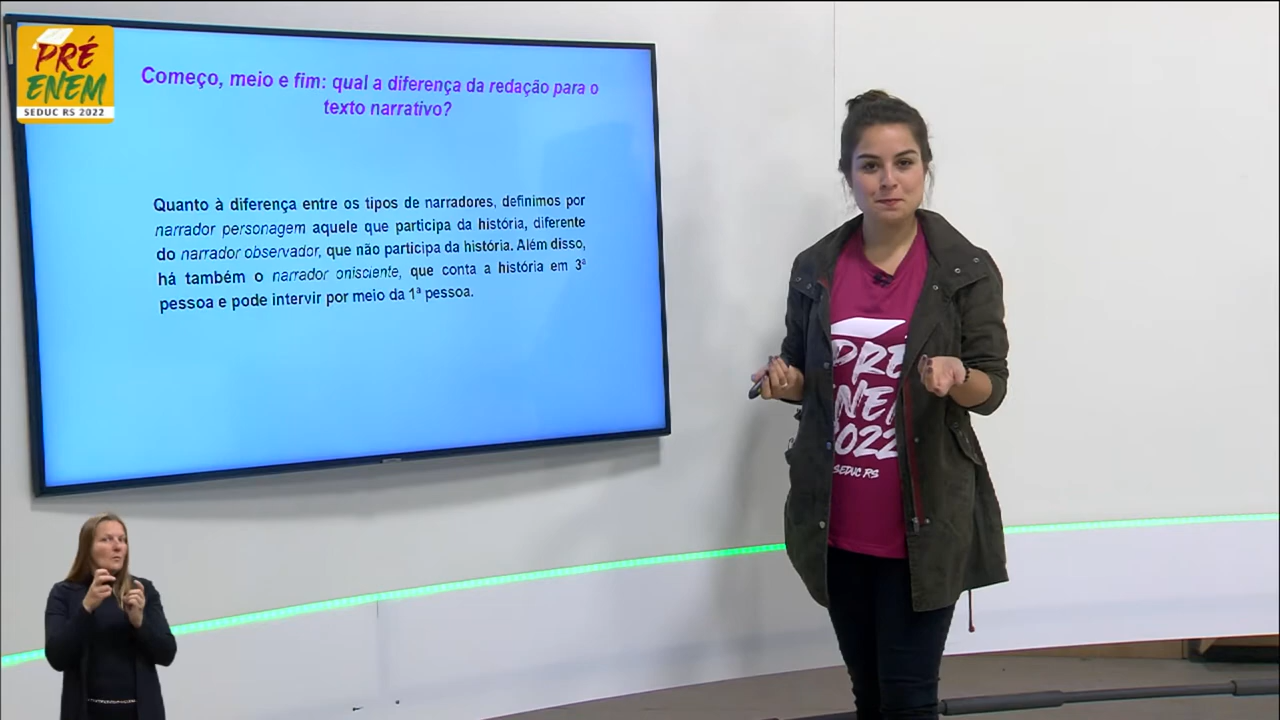 PRÉ
ENEM
SEDUC RS 2022
Começo, meio e fim: qual a diferença da redação para o
texto narrativo?
Quanto à diferença entre os tipos de narradores, definimos por
narrador personagem aquele que participa da história, diferente
do narrador observador, que não participa da história. Além disso,
há também o narrador onisciente, que conta a história em 3ª
pessoa e pode intervir por meio da 1ª pessoa.
PRÉ
ENE
2022
SEDUC RS